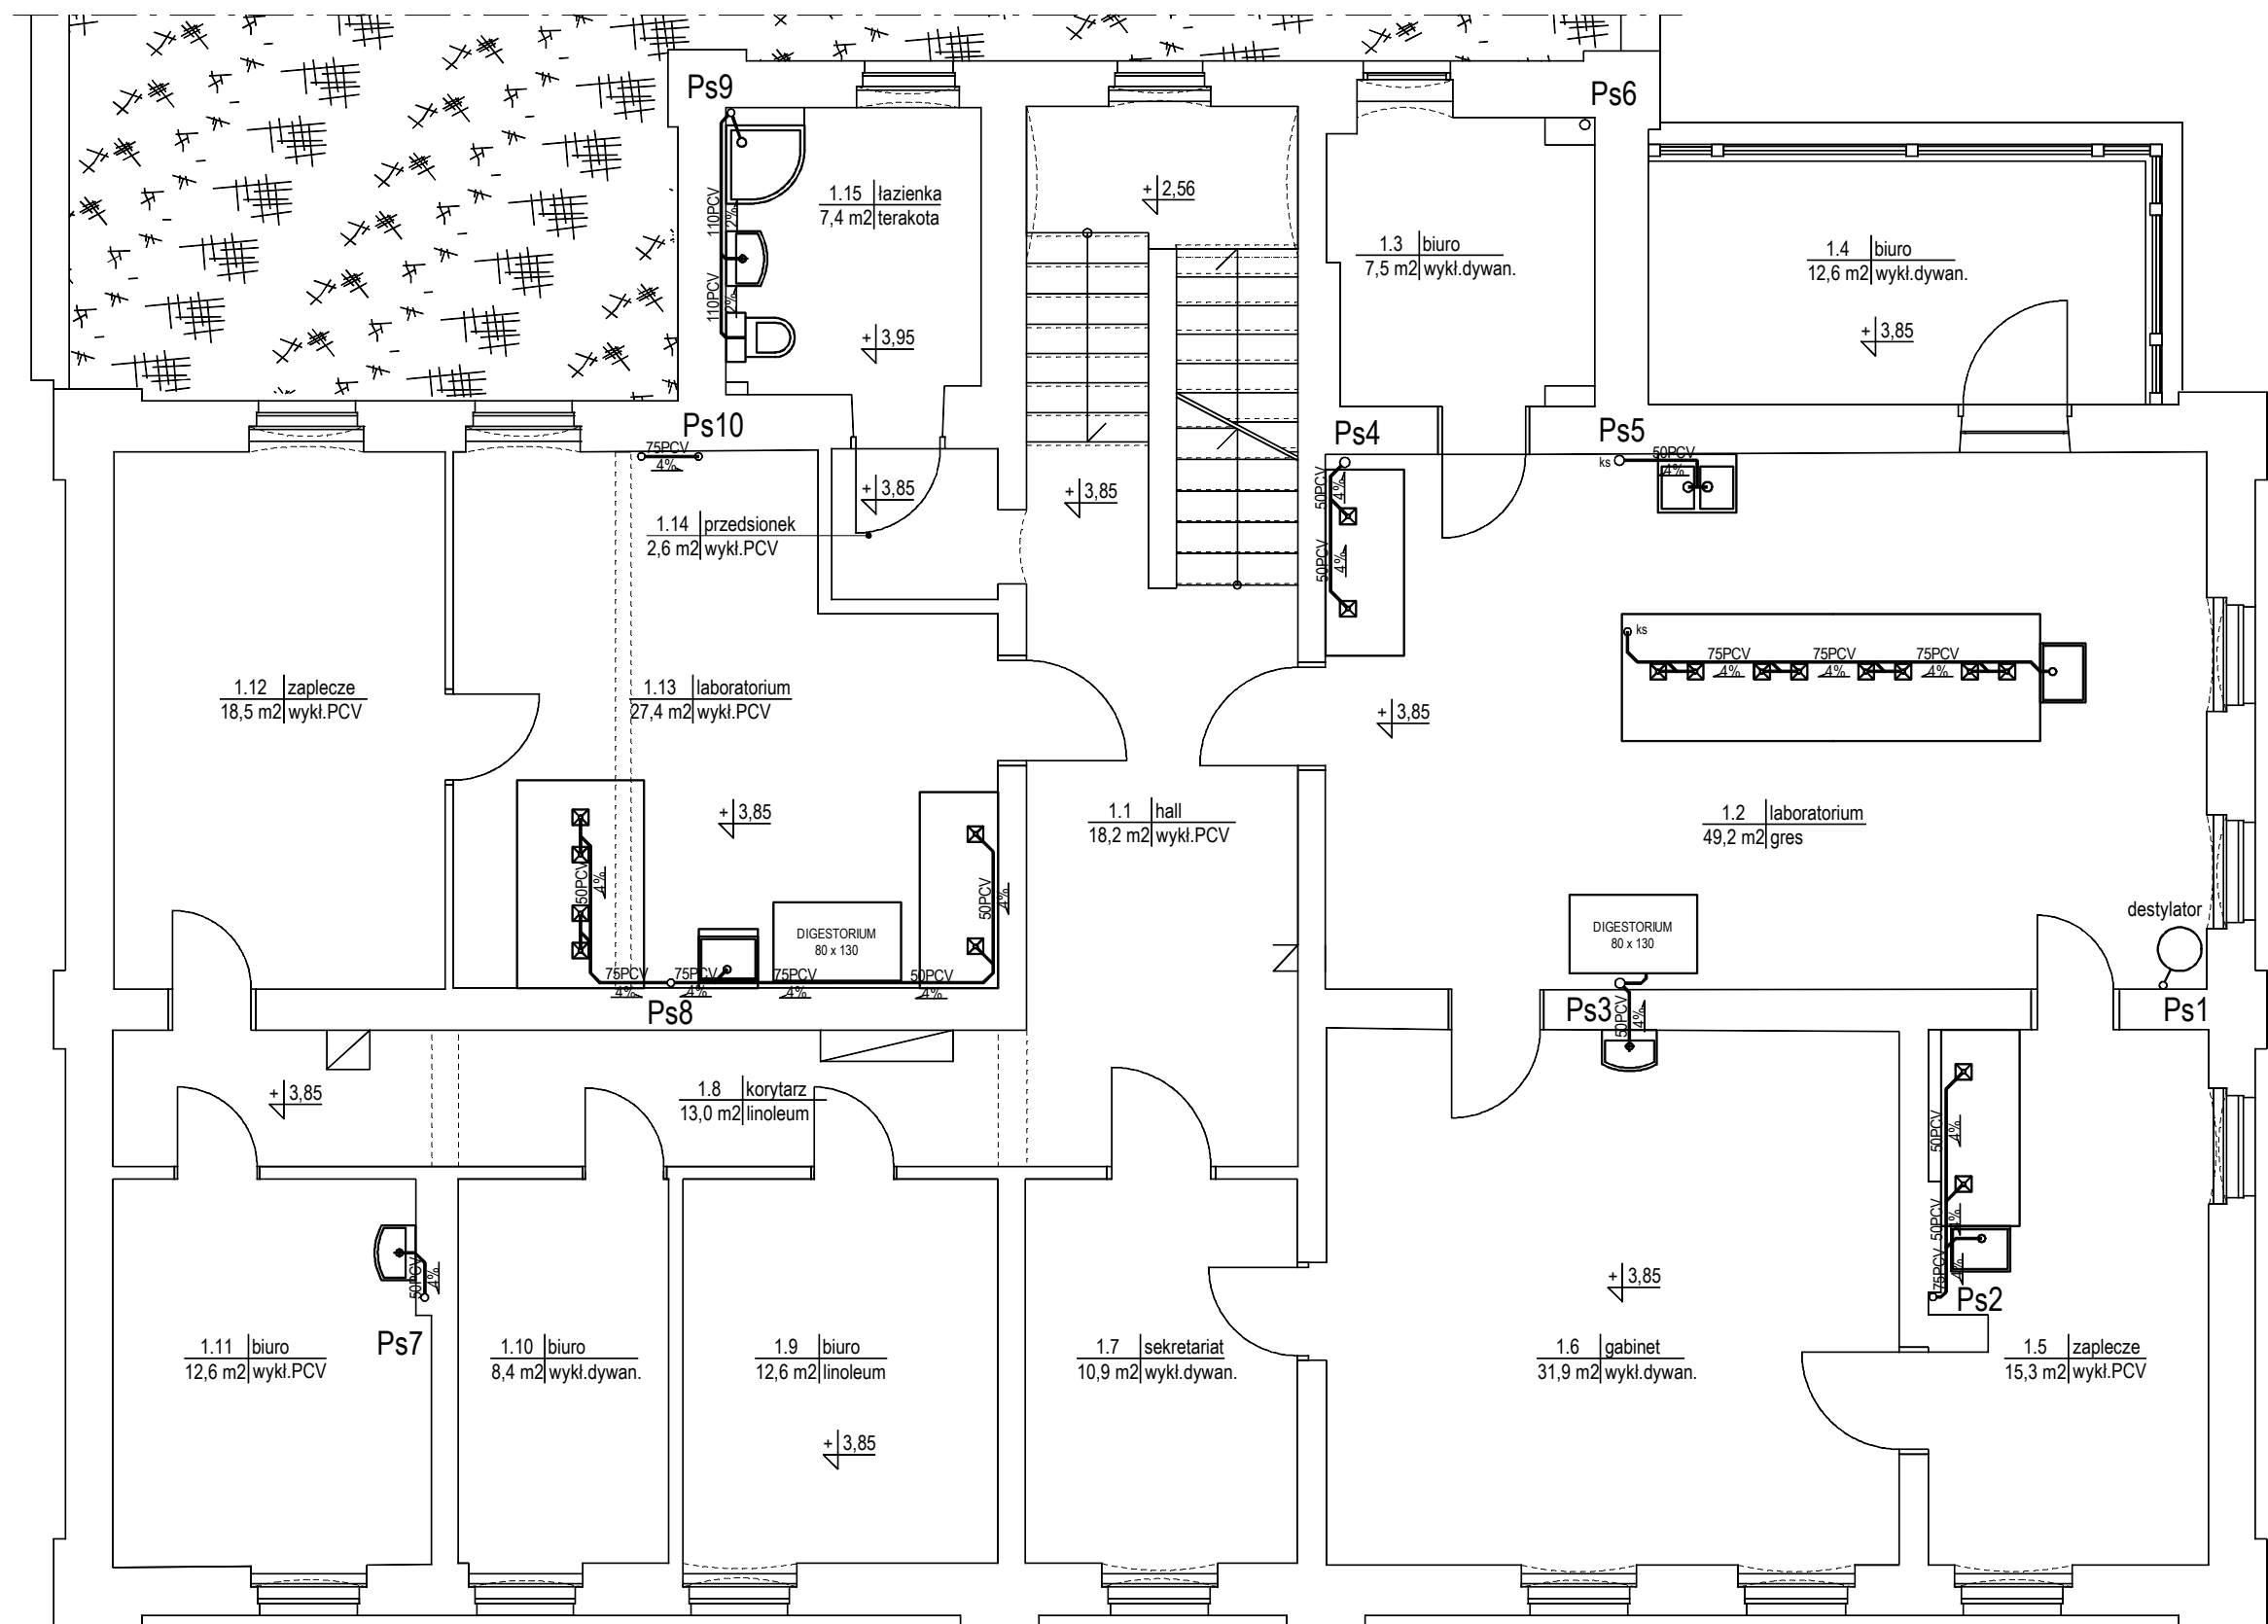 Ps9
Ps6
110PCV
2%
110PCV
2%
1.15 łazienka
7,4 m2 terakota
+ 3,95
+ 2,56
1.3 biuro
7,5 m2 wykł.dywan.
1.4 biuro
12,6 m2 wykł.dywan.
+ 3,85
Ps10
75PCV
4%
Ps4
50PCV
4%
50PCV
4%
Ps5
ks
50PCV
4%
+ 3,85
+ 3,85
1.14 przedsionek
2,6 m2 wykł.PCV
ks
75PCV
4%
75PCV
4%
75PCV
4%
1.12 zaplecze
18,5 m2 wykł.PCV
1.13 laboratorium
27,4 m2 wykł.PCV
+ 3,85
+ 3,85
1.1 hall
18,2 m2 wykł.PCV
1.2 laboratorium
49,2 m2 gres
50PCV
4%
50PCV
4%
DIGESTORIUM
80 x 130
DIGESTORIUM
80 x 130
destylator
75PCV
4%
75PCV
4%
75PCV
4%
50PCV
4%
Ps8
Ps3
50PCV
4%
Ps1
+ 3,85
1.8 korytarz
13,0 m2 linoleum
50PCV
4%
50PCV
4%
75PCV
4%
Ps2
50PCV
4%
Ps7
+ 3,85
1.11 biuro
12,6 m2 wykł.PCV
1.10 biuro
8,4 m2 wykł.dywan.
1.9 biuro
12,6 m2 linoleum
1.7 sekretariat
10,9 m2 wykł.dywan.
1.6 gabinet
31,9 m2 wykł.dywan.
1.5 zaplecze
15,3 m2 wykł.PCV
+ 3,85